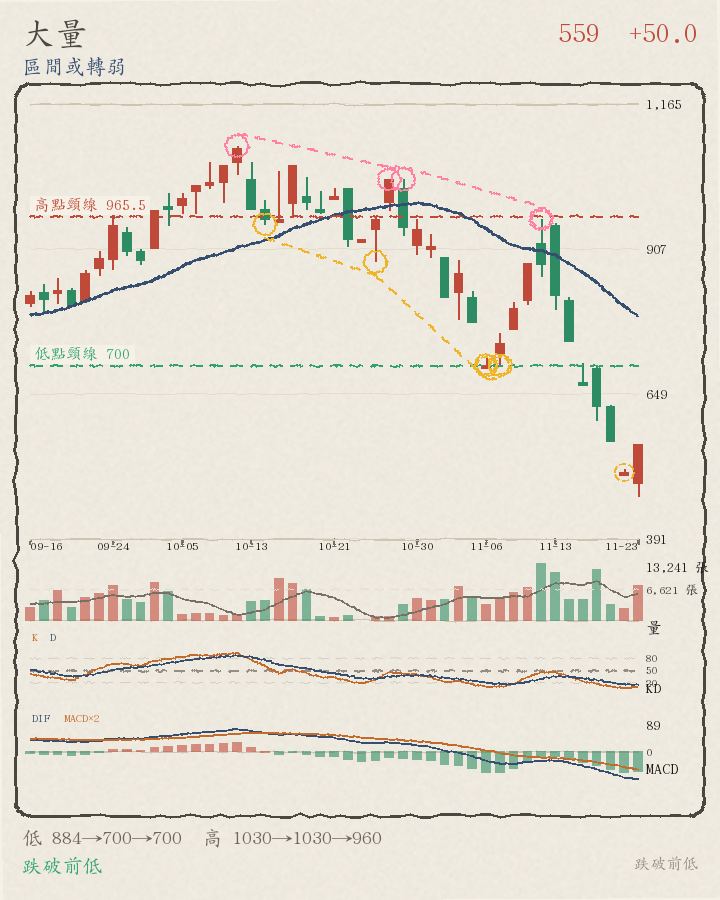 大量
559 +50.0
區間或轉弱
1,165
高點頸線 965.5
907
低點頸線 700
649
391
09-16 09-24 10-05 10-13 10-21 10-30 11-06 11-13 11-23
13,241 張
6,621 張
量
K D
80
50
20
KD
DIF MACD×2
89
0
MACD
低 884→700→700 高 1030→1030→960
跌破前低
跌破前低